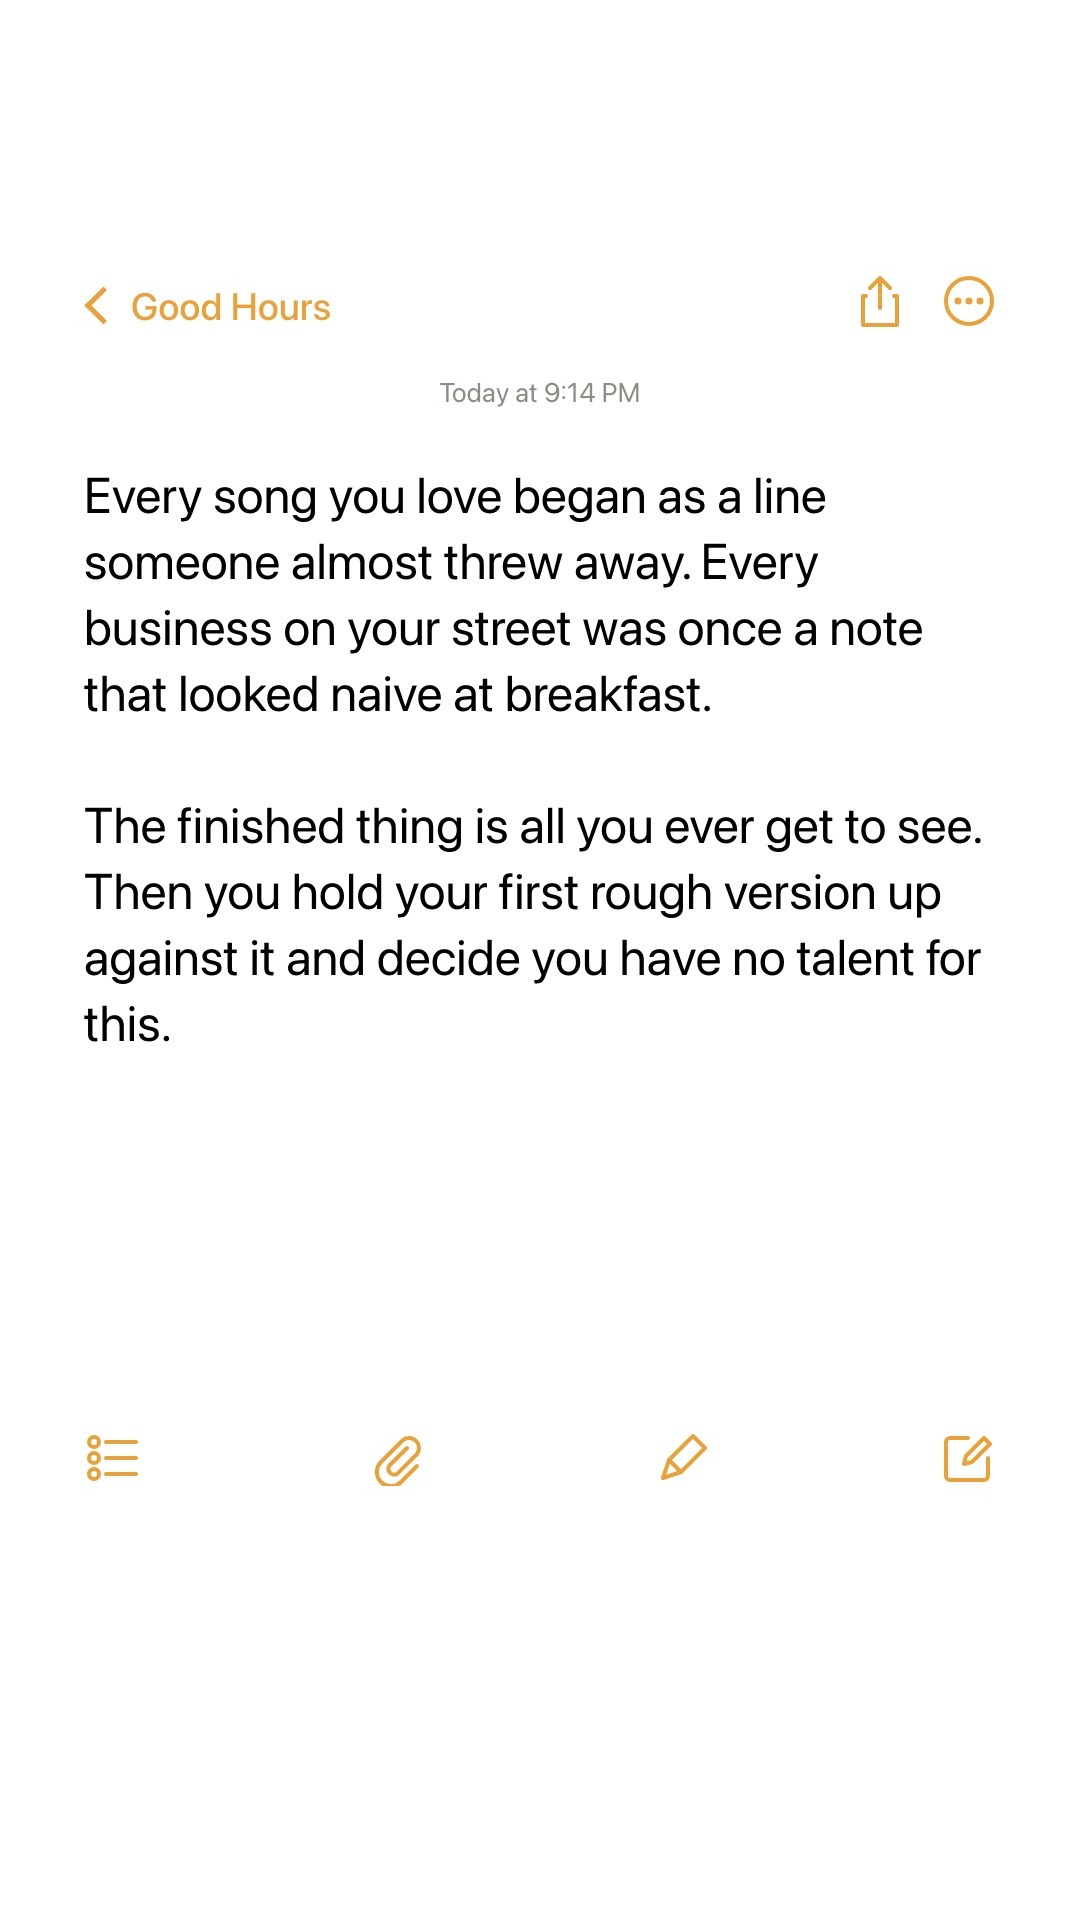 Good Hours
Today at 9:14 PM
Every song you love began as a line
someone almost threw away. Every
business on your street was once a note
that looked naive at breakfast.
The finished thing is all you ever get to see.
Then you hold your first rough version up
against it and decide you have no talent for
this.